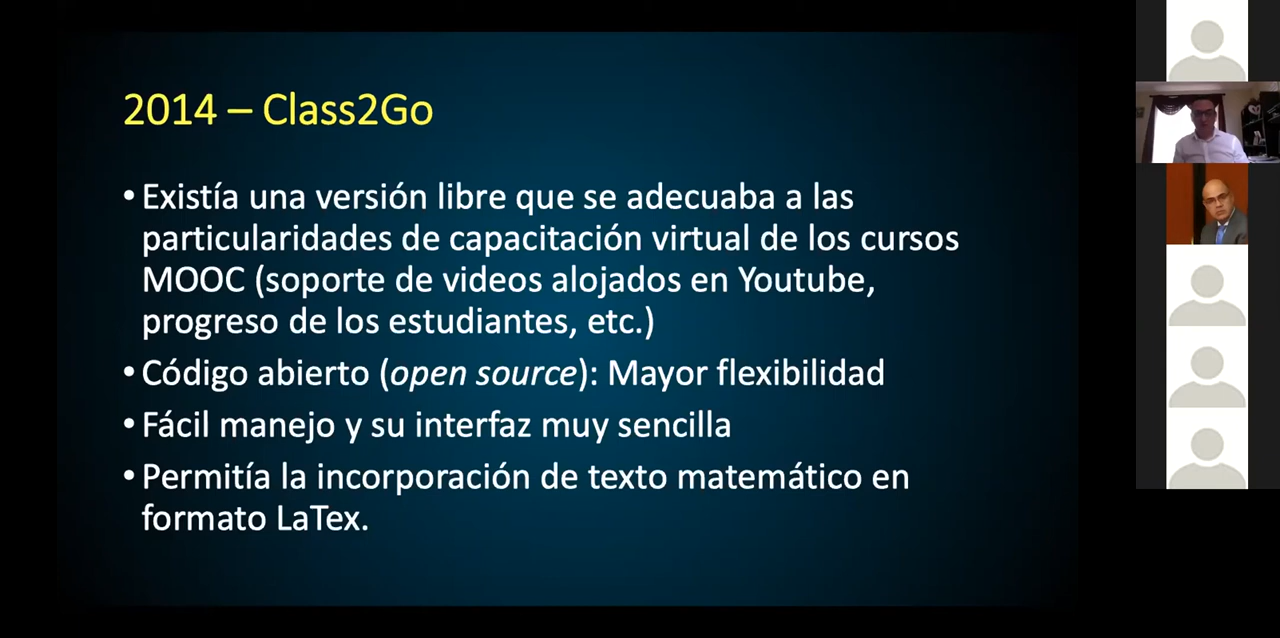 2014 – Class2Go
• Existía una versión libre que se adecuaba a las
particularidades de capacitación virtual de los cursos
MOOC (soporte de videos alojados en Youtube,
progreso de los estudiantes, etc.)
• Código abierto (open source): Mayor flexibilidad
• Fácil manejo y su interfaz muy sencilla
• Permitía la incorporación de texto matemático en
formato LaTex.